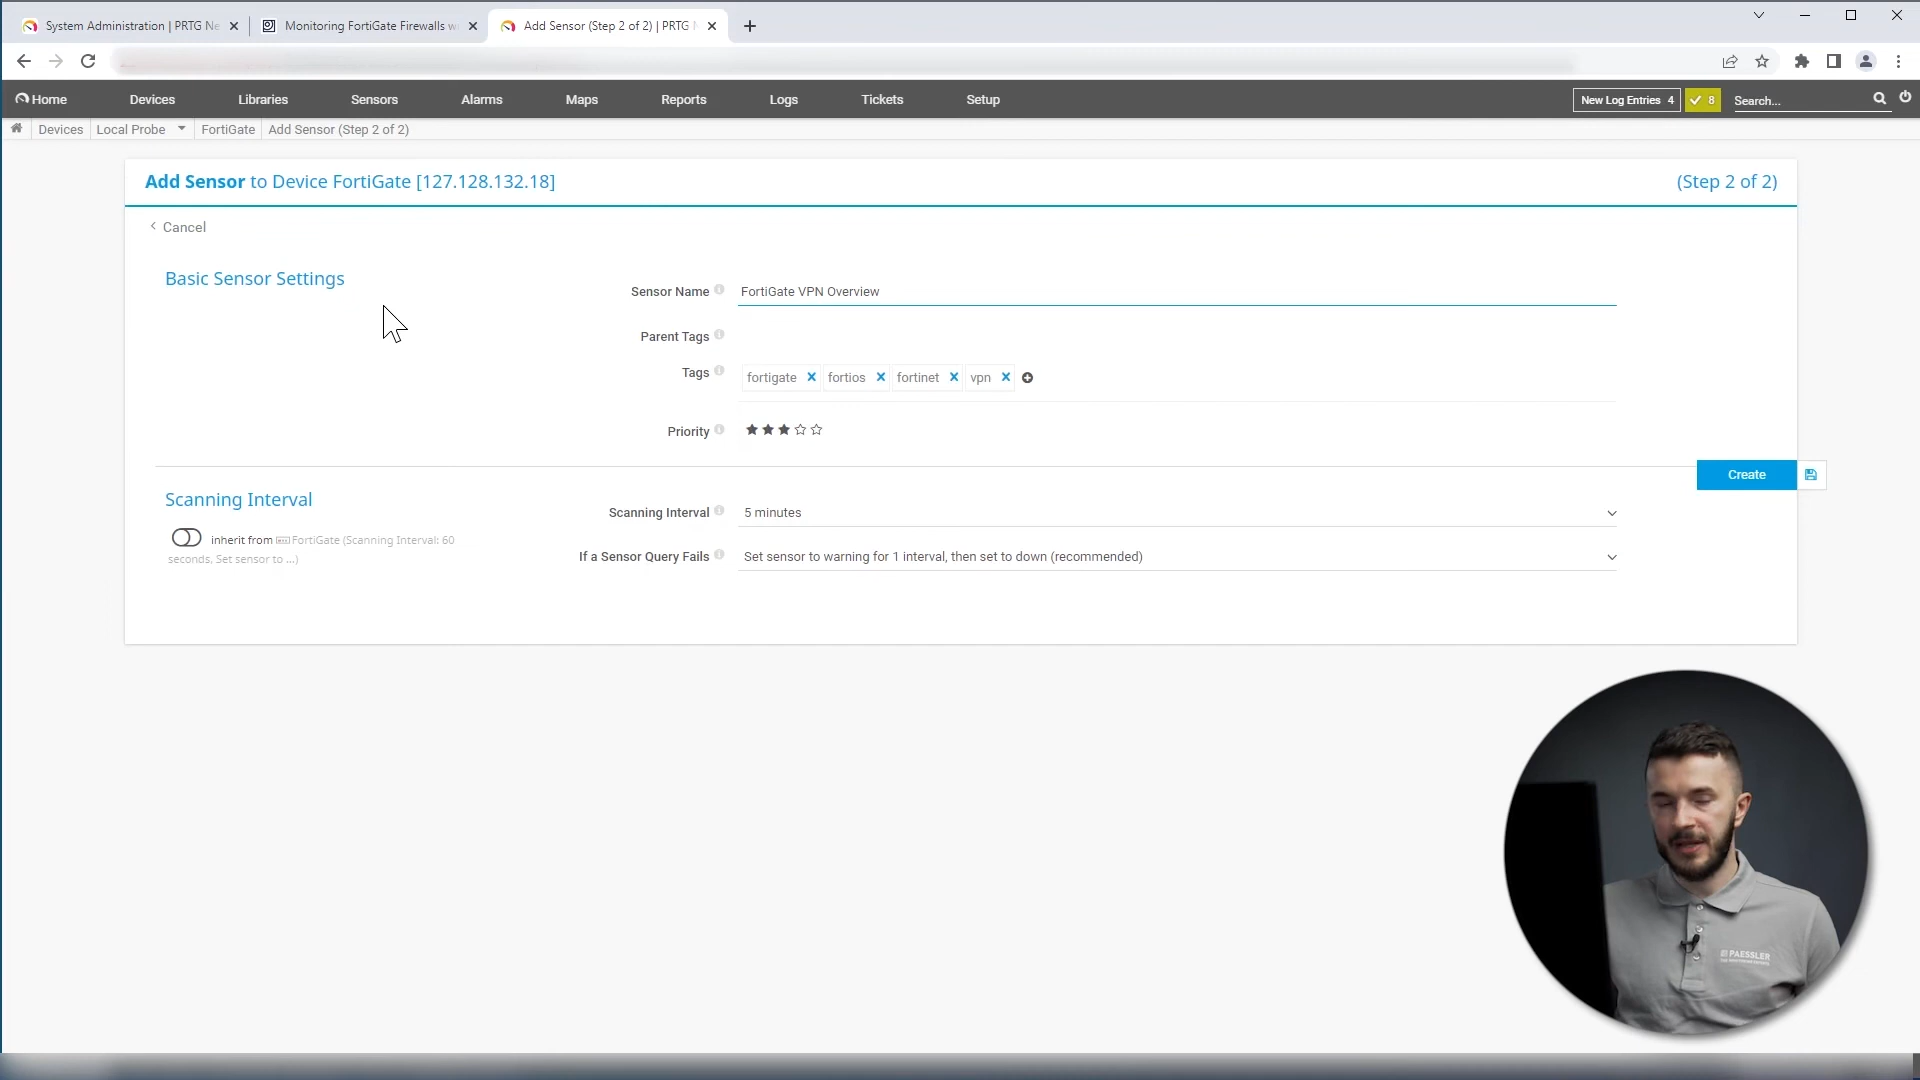 System Administration | PRTG Ne
Monitoring FortiGate Firewalls w
Add Sensor (Step 2 of 2) | PRTG N
Home
Devices
Libraries
Sensors
Alarms
Maps
Reports
Logs
Tickets
Setup
New Log Entries 4
8
Search...
Devices
Local Probe
FortiGate
Add Sensor (Step 2 of 2)
Add Sensor to Device FortiGate [127.128.132.18]
(Step 2 of 2)
Cancel
Basic Sensor Settings
Sensor Name
FortiGate VPN Overview
Parent Tags
Tags
fortigate
fortios
fortinet
vpn
Priority
Create
Scanning Interval
Scanning Interval
5 minutes
inherit from FortiGate (Scanning Interval: 60
seconds, Set sensor to ...)
If a Sensor Query Fails
Set sensor to warning for 1 interval, then set to down (recommended)
PAESSLER